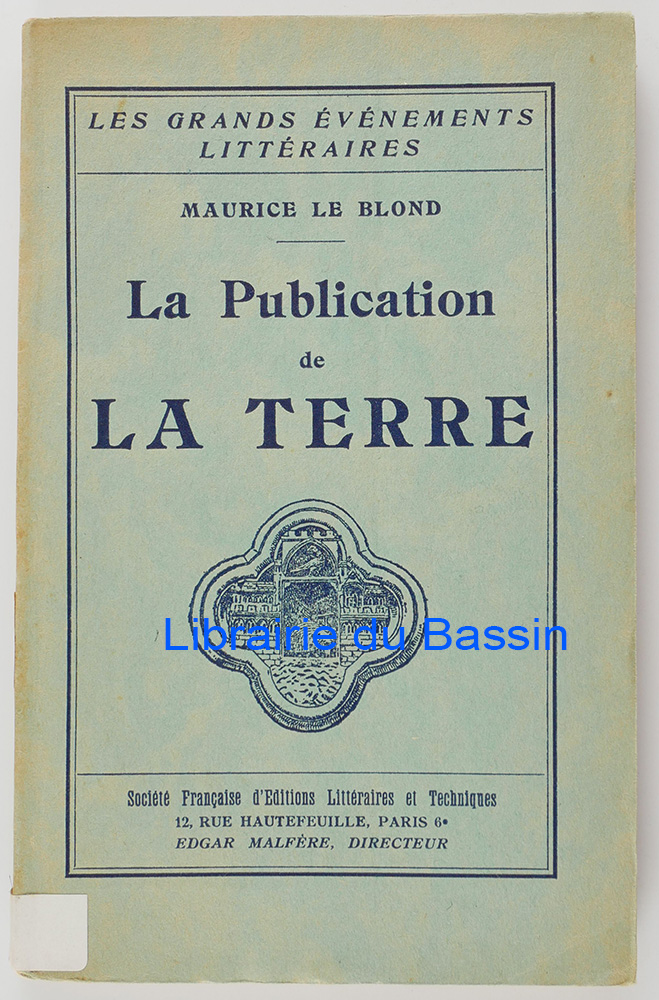 LES GRANDS ÉVÉNEMENTS
LITTÉRAIRES
MAURICE LE BLOND
La Publication
de
LA TERRE
Librairie du Bassin
Société Française d'Editions Littéraires et Techniques
12, RUE HAUTEFEUILLE, PARIS 6e
EDGAR MALFÈRE, DIRECTEUR